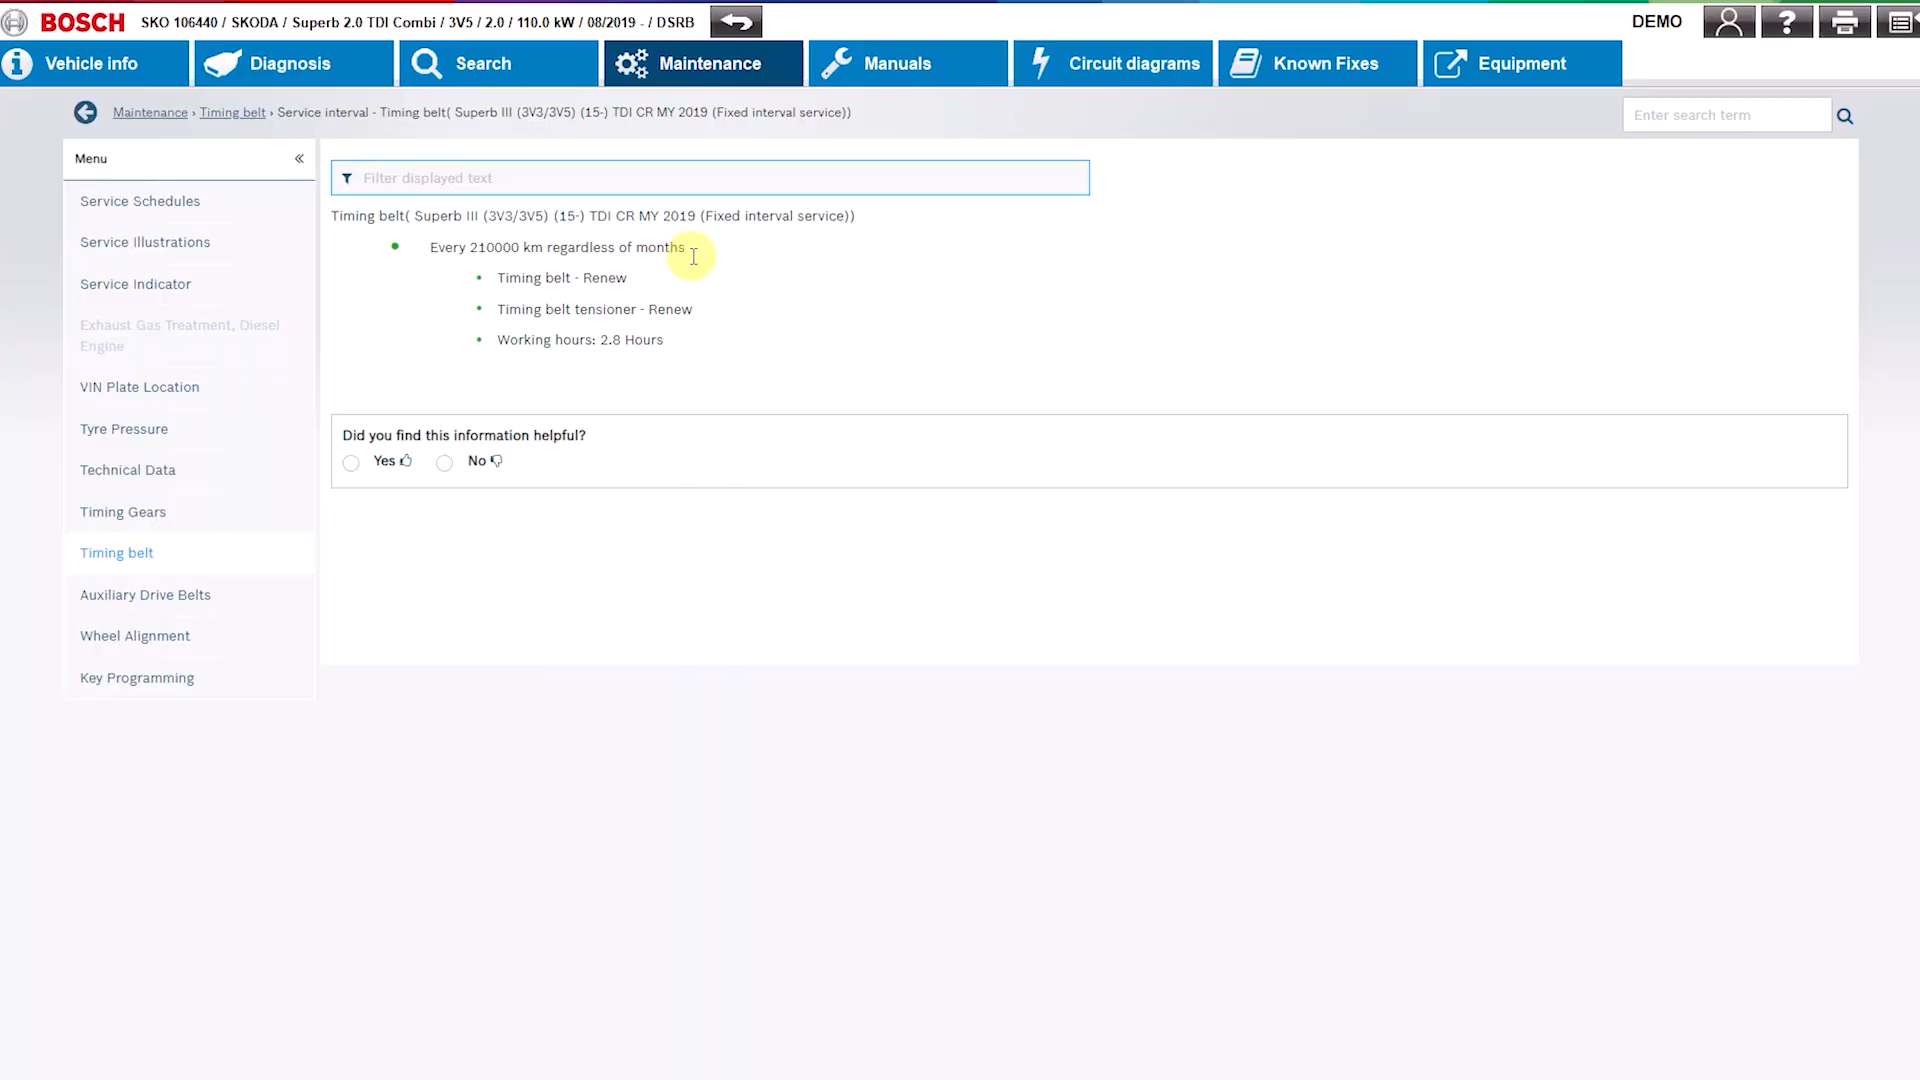 BOSCH SKO 106440 / SKODA / Superb 2.0 TDI Combi / 3V5 / 2.0 / 110.0 kW / 08/2019 - / DSRB DEMO ?
Vehicle info Diagnosis Search Maintenance Manuals Circuit diagrams Known Fixes Equipment
Maintenance › Timing belt › Service interval - Timing belt( Superb III (3V3/3V5) (15-) TDI CR MY 2019 (Fixed interval service))
Enter search term
Menu «
Service Schedules
Service Illustrations
Service Indicator
Exhaust Gas Treatment, Diesel
Engine
VIN Plate Location
Tyre Pressure
Technical Data
Timing Gears
Timing belt
Auxiliary Drive Belts
Wheel Alignment
Key Programming
Filter displayed text
Timing belt( Superb III (3V3/3V5) (15-) TDI CR MY 2019 (Fixed interval service))
Every 210000 km regardless of months
Timing belt - Renew
Timing belt tensioner - Renew
Working hours: 2.8 Hours
Did you find this information helpful?
Yes No